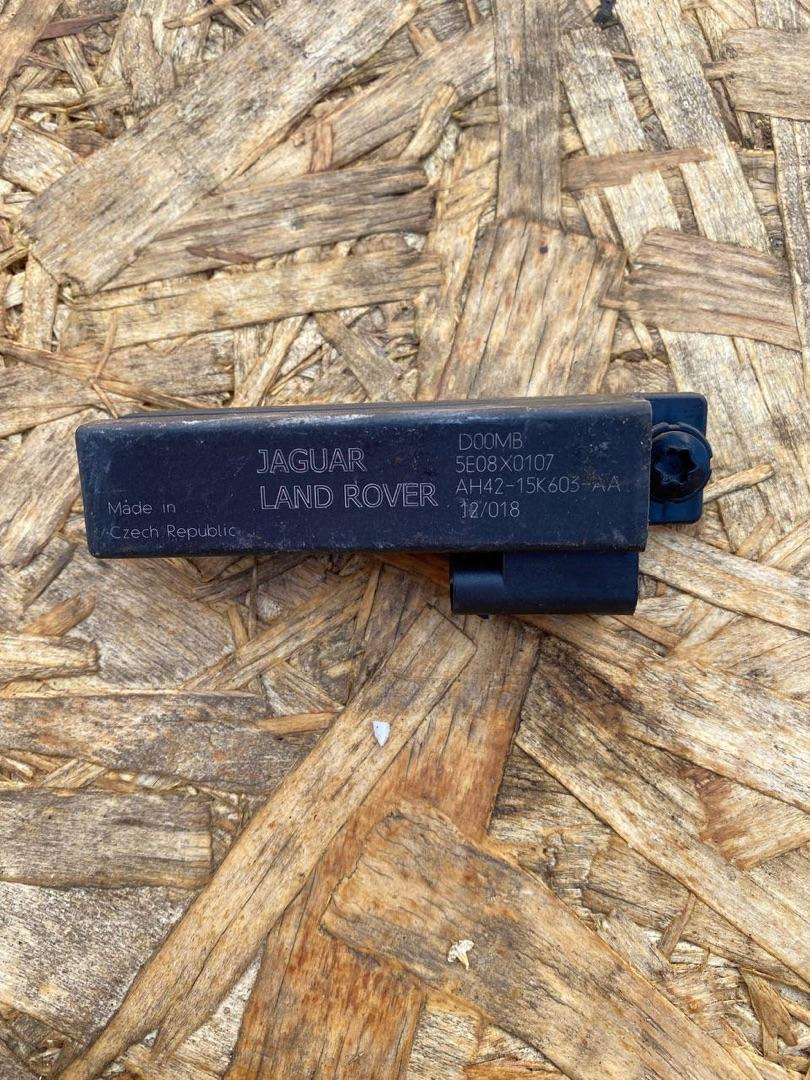 JAGUAR
LAND ROVER
Made in
Czech Republic
D00MB
5E08X0107
AH42-15K603-AA
12/018